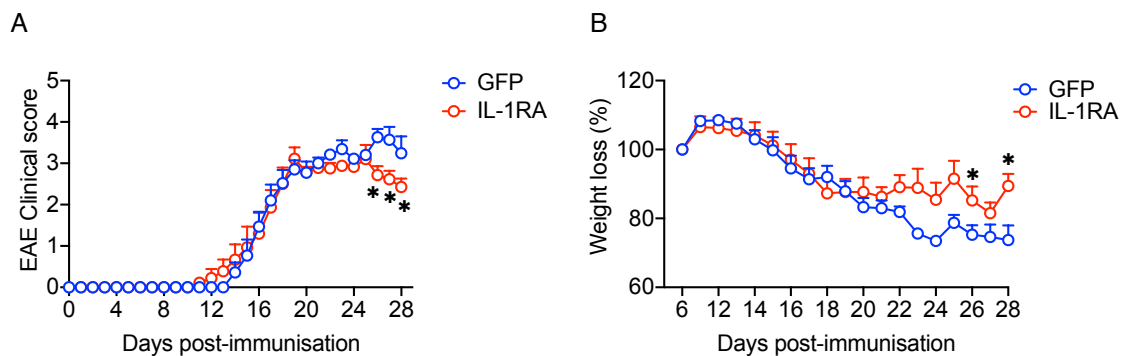 A
EAE Clinical score
5
4
3
2
1
0
0 4 8 12 16 20 24 28
Days post-immunisation
GFP
IL-1RA
* * *
B
Weight loss (%)
120
100
80
60
6 12 14 16 18 20 22 24 26 28
Days post-immunisation
GFP
IL-1RA
* *